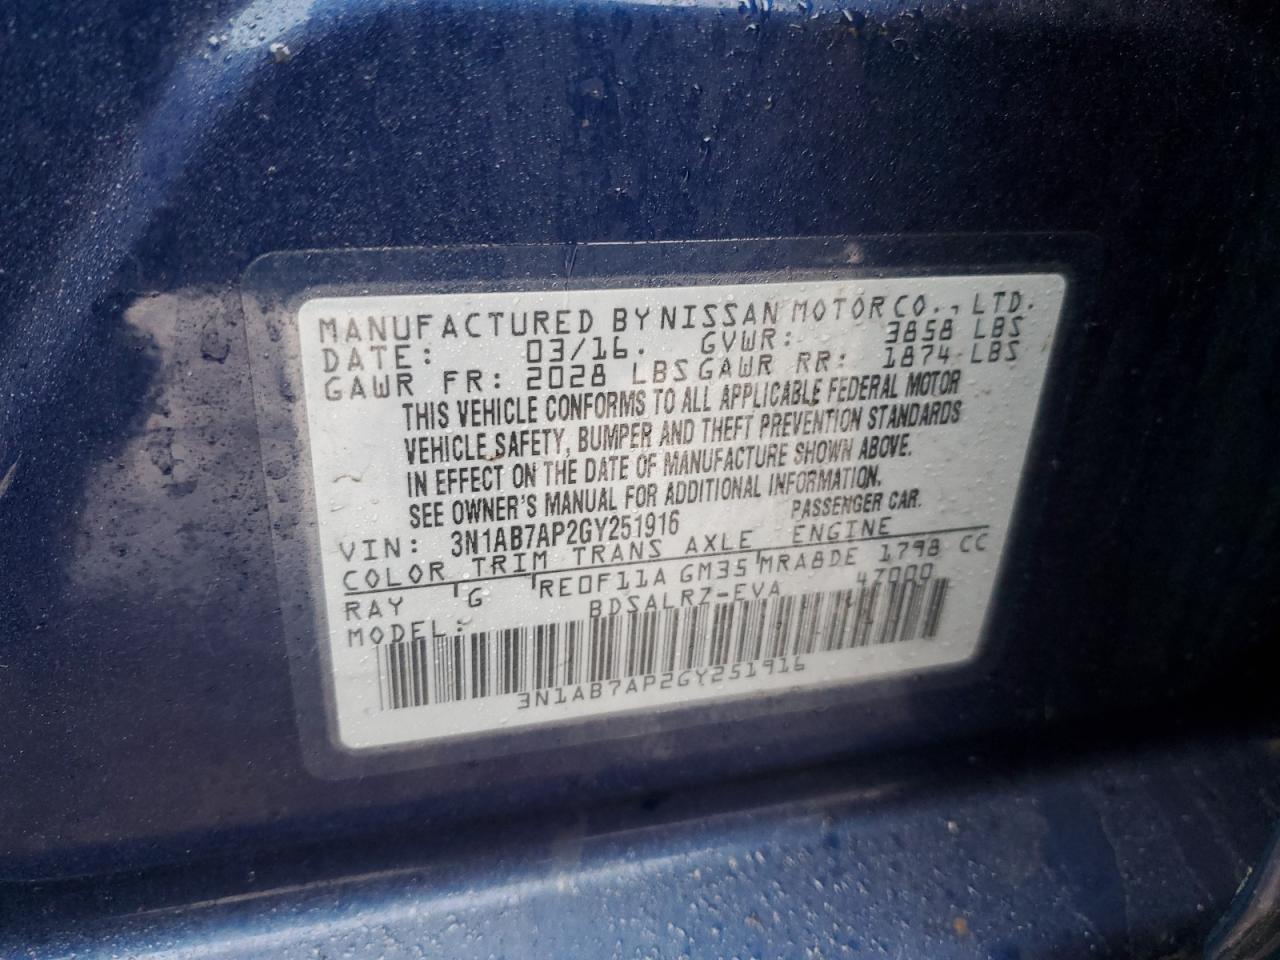 MANUFACTURED BY NISSAN MOTOR CO., LTD.
DATE: 03/16. GVWR: 3858 LBS
GAWR FR: 2028 LBS GAWR RR: 1874 LBS
THIS VEHICLE CONFORMS TO ALL APPLICABLE FEDERAL MOTOR
VEHICLE SAFETY, BUMPER AND THEFT PREVENTION STANDARDS
IN EFFECT ON THE DATE OF MANUFACTURE SHOWN ABOVE.
SEE OWNER'S MANUAL FOR ADDITIONAL INFORMATION.
VIN: 3N1AB7AP2GY251916 PASSENGER CAR.
COLOR TRIM TRANS AXLE ENGINE
RAY G RE0F11A GM35 MRA8DE 1798 CC
MODEL: BDSALRZ-EVA 47000
3N1AB7AP2GY251916